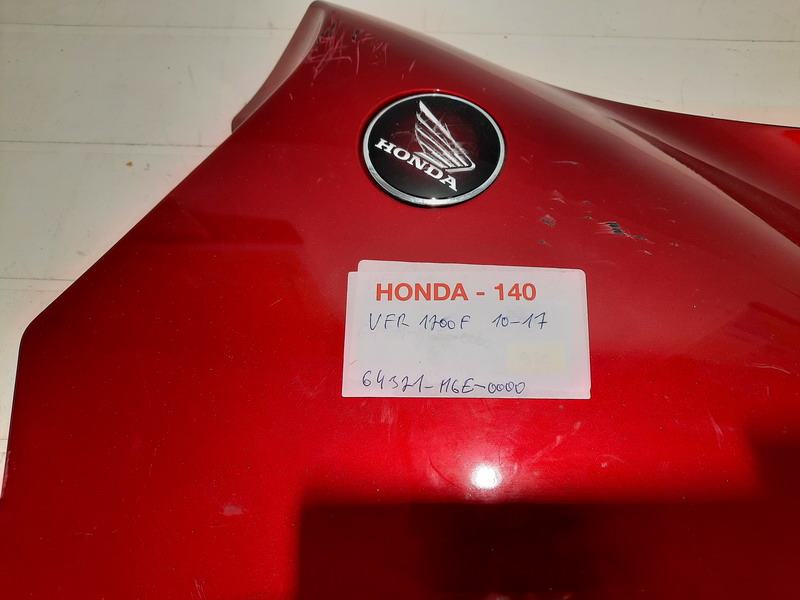 HONDA
HONDA - 140
VFR 1200F 10-17
64321-MGE-0000